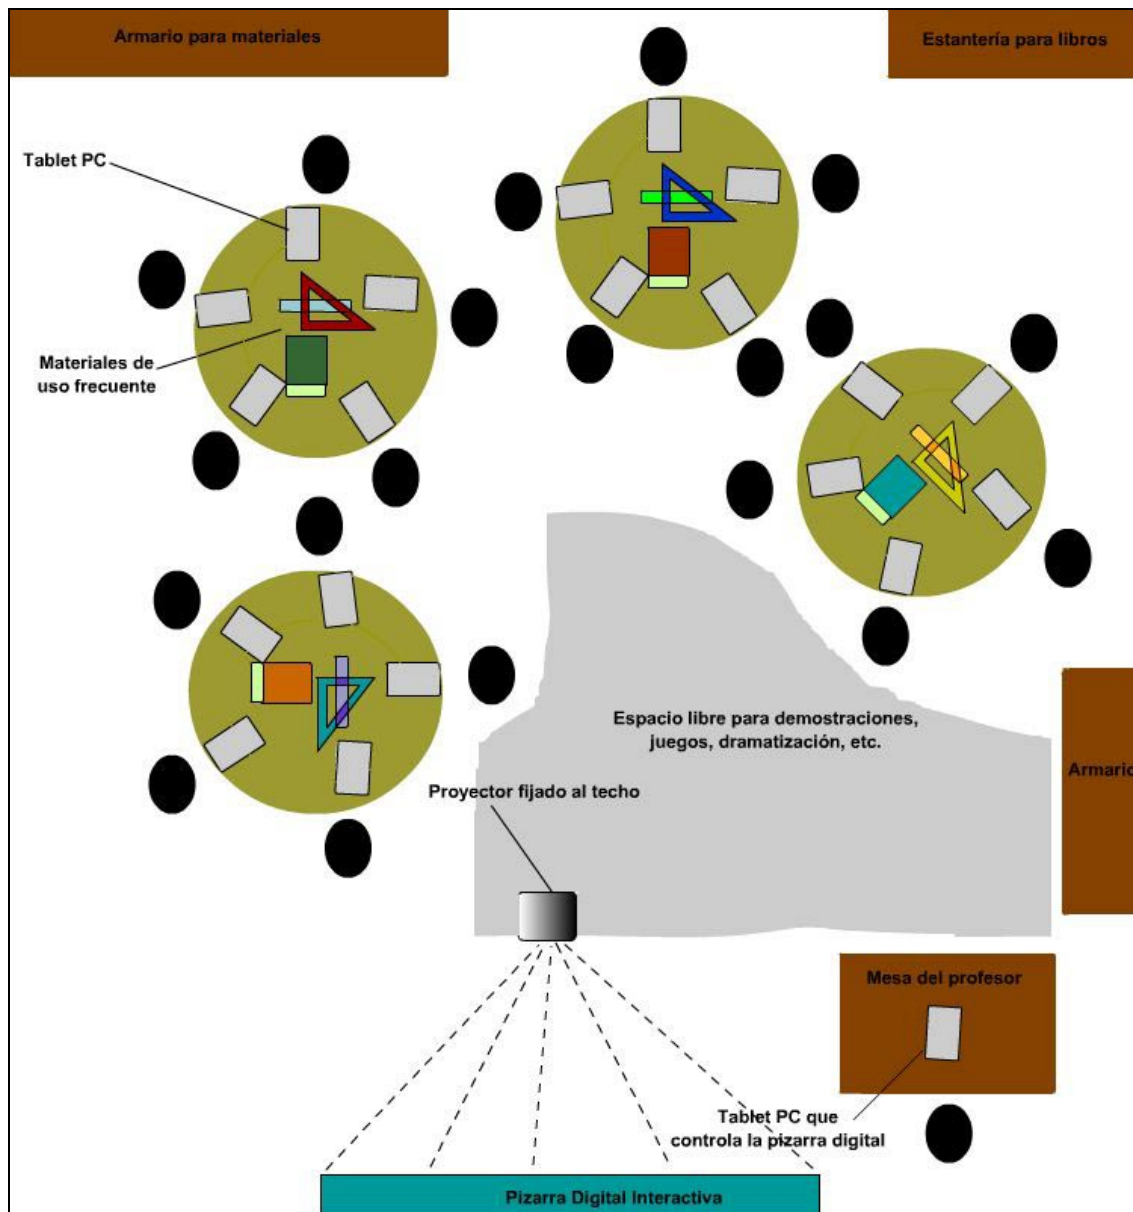 Armario para materiales
Estantería para libros
Tablet PC
Materiales de
uso frecuente
Espacio libre para demostraciones,
juegos, dramatización, etc.
Armario
Proyector fijado al techo
Mesa del profesor
Tablet PC que
controla la pizarra digital
Pizarra Digital Interactiva